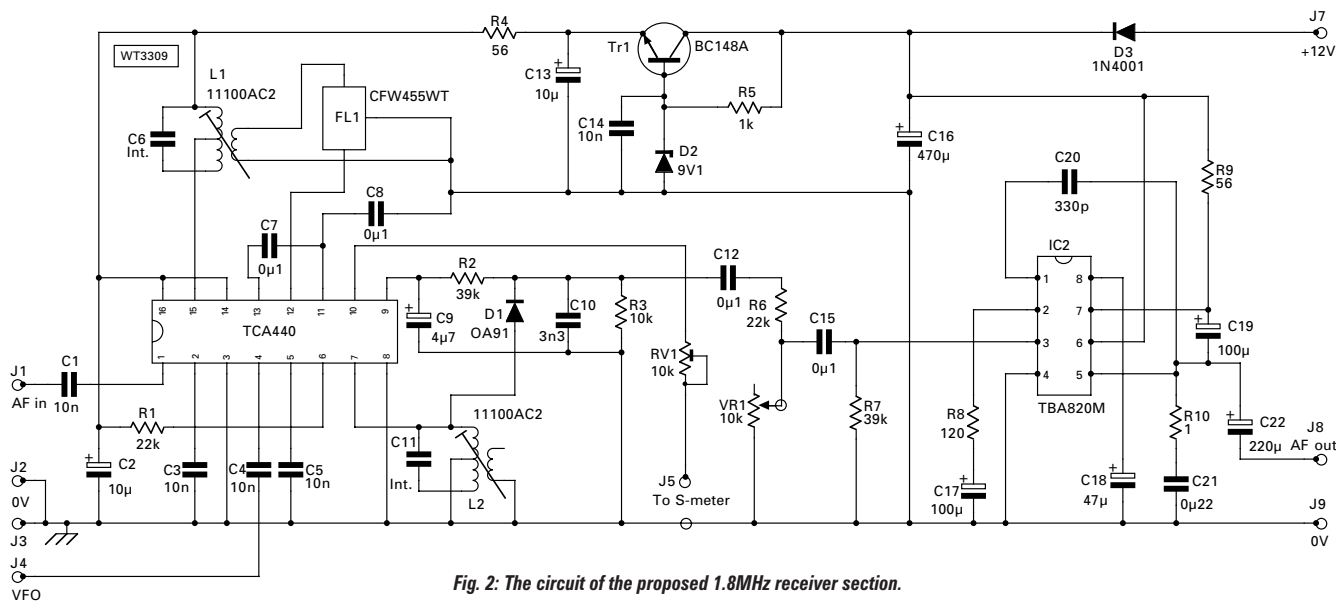 WT3309
L1
11100AC2
C6
Int.
CFW455WT
FL1
R4
56
C13
+
10µ
Tr1
BC148A
C14
10n
R5
1k
D2
9V1
D3
1N4001
J7
+12V
+
C16
470µ
R9
56
C20
330p
IC2
1
2
3
4
8
7
6
5
TBA820M
+
C19
100µ
C8
0µ1
C7
0µ1
16
15
14
13
12
11
10
9
TCA440
1
2
3
4
5
6
7
8
R2
39k
+
C9
4µ7
D1
OA91
C10
3n3
R3
10k
C12
0µ1
R6
22k
C15
0µ1
RV1
10k
VR1
10k
R7
39k
R8
120
C17
+
100µ
C18
+
47µ
R10
1
C21
0µ22
+
C22
220µ
J8
AF out
J9
0V
J1
AF in
C1
10n
R1
22k
+
C2
10µ
C3
10n
C4
10n
C5
10n
C11
Int.
11100AC2
L2
J5
To S-meter
J2
0V
J3
J4
VFO
Fig. 2: The circuit of the proposed 1.8MHz receiver section.